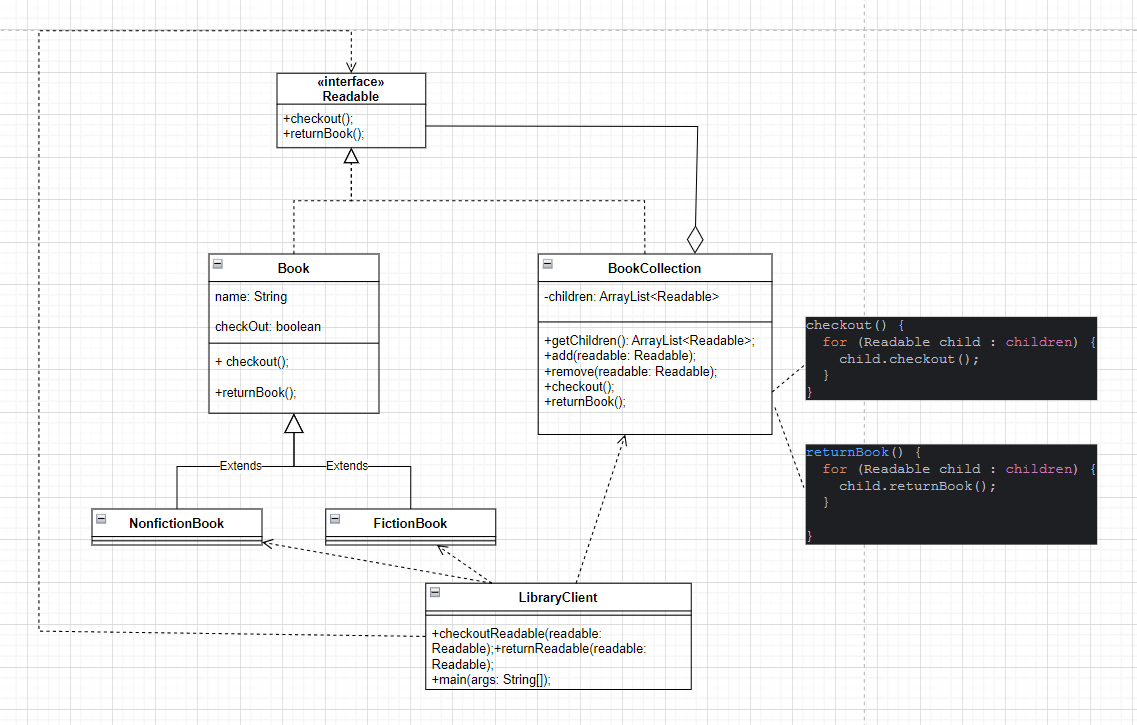 «interface»
Readable
+checkout();
+returnBook();
Book
name: String
checkOut: boolean
+ checkout();
+returnBook();
BookCollection
-children: ArrayList<Readable>
+getChildren(): ArrayList<Readable>;
+add(readable: Readable);
+remove(readable: Readable);
+checkout();
+returnBook();
checkout() {
for (Readable child : children) {
child.checkout();
}
}
returnBook() {
for (Readable child : children) {
child.returnBook();
}
}
Extends
Extends
NonfictionBook
FictionBook
LibraryClient
+checkoutReadable(readable:
Readable);+returnReadable(readable:
Readable);
+main(args: String[]);